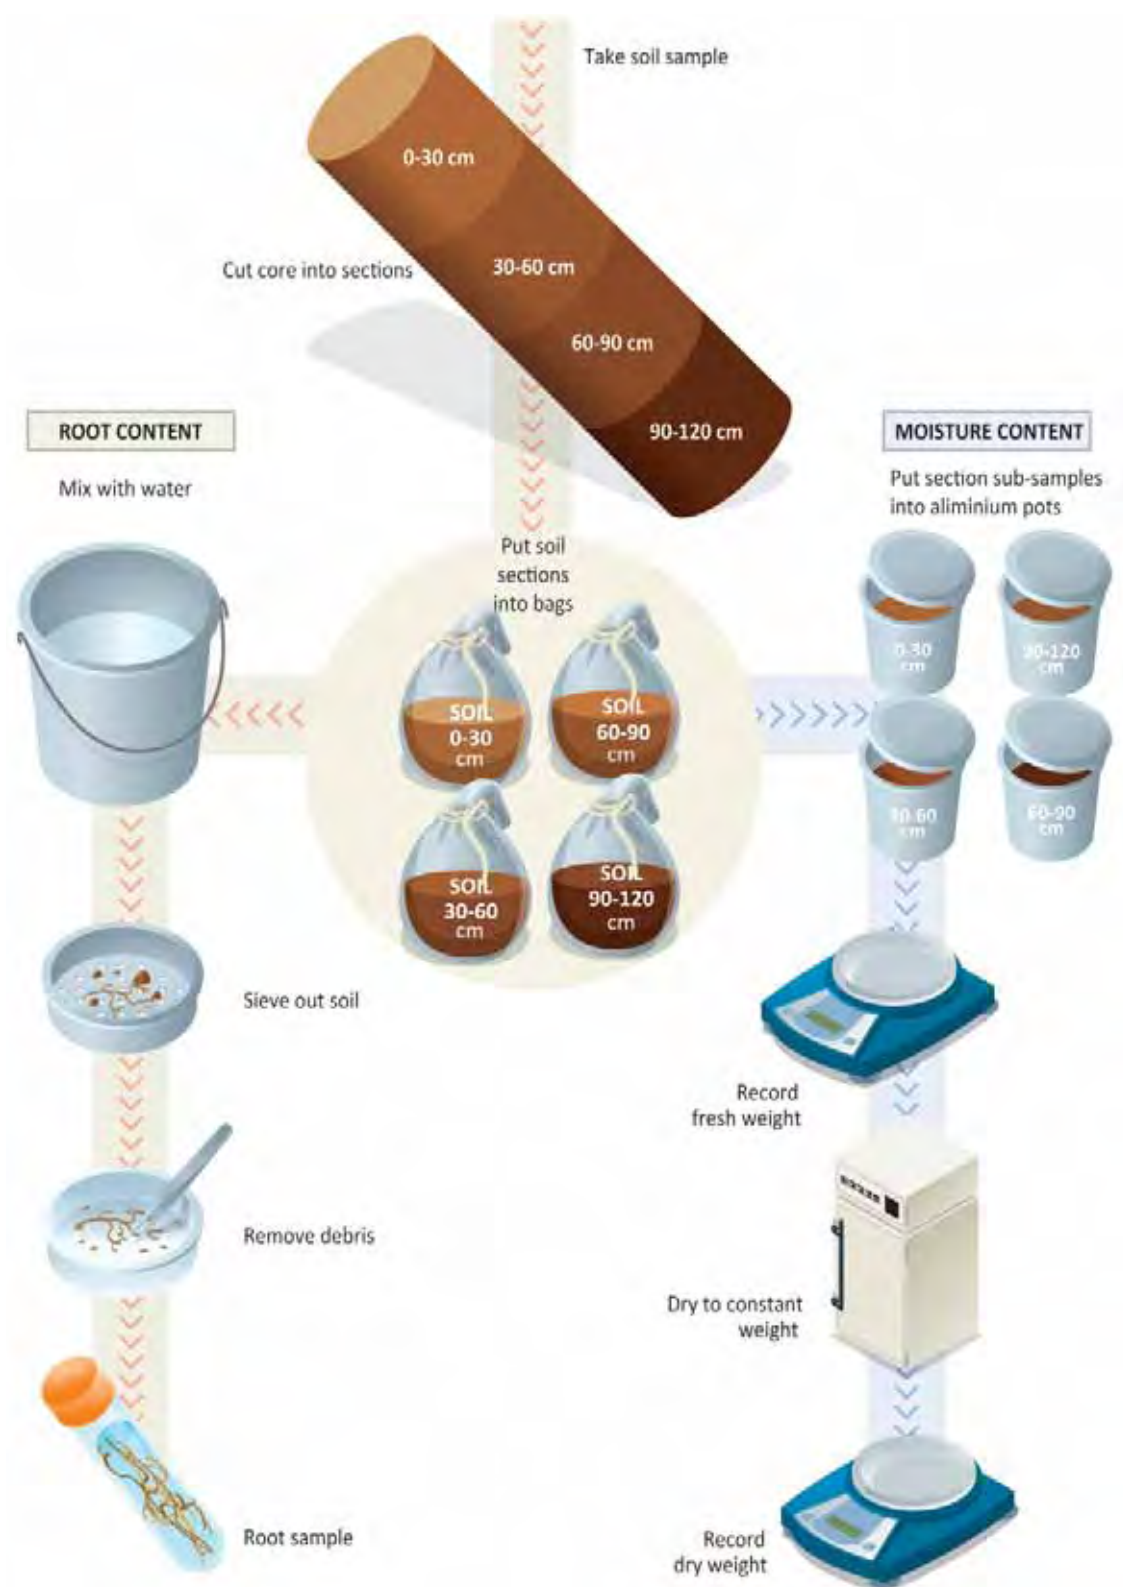 Take soil sample
0-30 cm
Cut core into sections
30-60 cm
60-90 cm
90-120 cm
ROOT CONTENT
Mix with water
MOISTURE CONTENT
Put section sub-samples
into aliminium pots
Put soil
sections
into bags
SOIL
0-30
cm
SOIL
60-90
cm
SOIL
30-60
cm
SOIL
90-120
cm
0-30
cm
90-120
cm
30-60
cm
60-90
cm
Sieve out soil
Record
fresh weight
Remove debris
Dry to constant
weight
Root sample
Record
dry weight